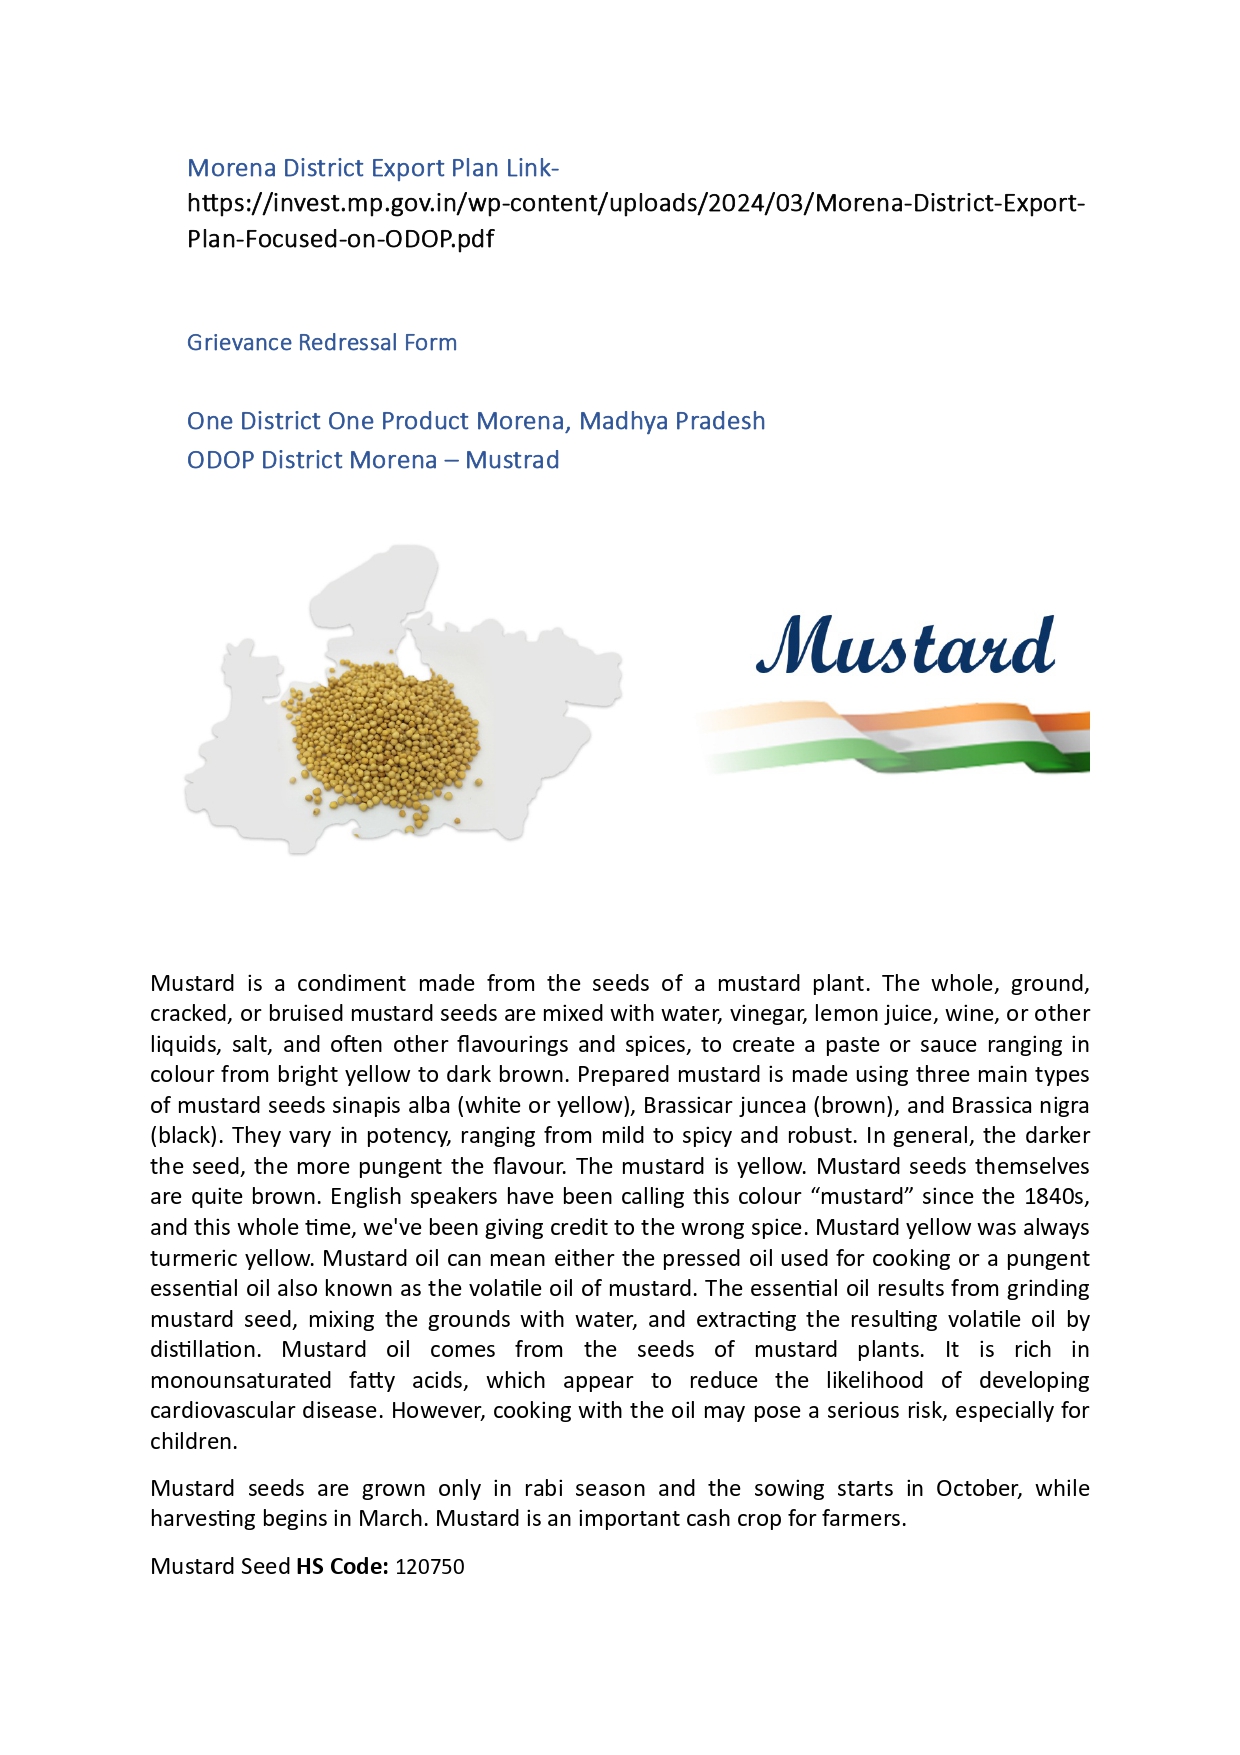 Morena District Export Plan Link-
https://invest.mp.gov.in/wp-content/uploads/2024/03/Morena-District-Export-
Plan-Focused-on-ODOP.pdf
Grievance Redressal Form
One District One Product Morena, Madhya Pradesh
ODOP District Morena – Mustrad
Mustard
Mustard is a condiment made from the seeds of a mustard plant. The whole, ground,
cracked, or bruised mustard seeds are mixed with water, vinegar, lemon juice, wine, or other
liquids, salt, and often other flavourings and spices, to create a paste or sauce ranging in
colour from bright yellow to dark brown. Prepared mustard is made using three main types
of mustard seeds sinapis alba (white or yellow), Brassicar juncea (brown), and Brassica nigra
(black). They vary in potency, ranging from mild to spicy and robust. In general, the darker
the seed, the more pungent the flavour. The mustard is yellow. Mustard seeds themselves
are quite brown. English speakers have been calling this colour “mustard” since the 1840s,
and this whole time, we've been giving credit to the wrong spice. Mustard yellow was always
turmeric yellow. Mustard oil can mean either the pressed oil used for cooking or a pungent
essential oil also known as the volatile oil of mustard. The essential oil results from grinding
mustard seed, mixing the grounds with water, and extracting the resulting volatile oil by
distillation. Mustard oil comes from the seeds of mustard plants. It is rich in
monounsaturated fatty acids, which appear to reduce the likelihood of developing
cardiovascular disease. However, cooking with the oil may pose a serious risk, especially for
children.
Mustard seeds are grown only in rabi season and the sowing starts in October, while
harvesting begins in March. Mustard is an important cash crop for farmers.
Mustard Seed HS Code: 120750